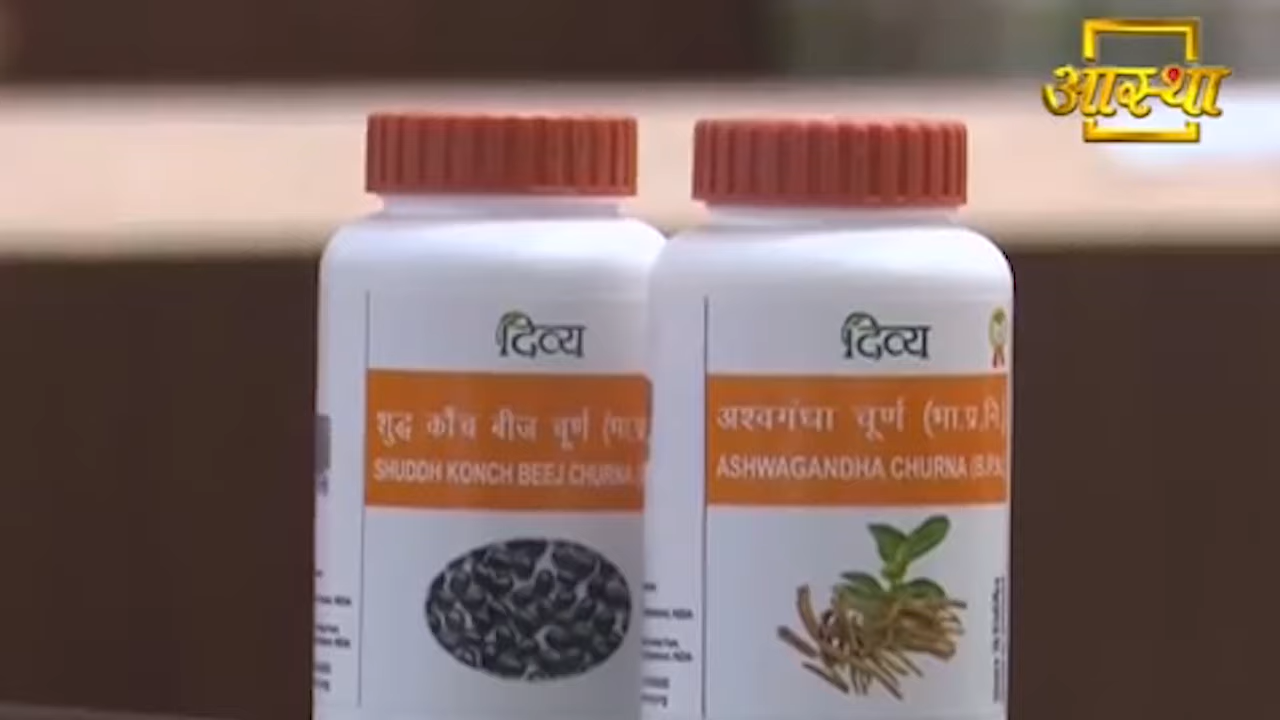 आस्था
दिव्य
शुद्ध कौंच बीज चूर्ण (भा.प्र.
SHUDDH KONCH BEEJ CHURNA (
दिव्य
अश्वगंधा चूर्ण (भा.प्र.नि.
ASHWAGANDHA CHURNA (B.P.N.